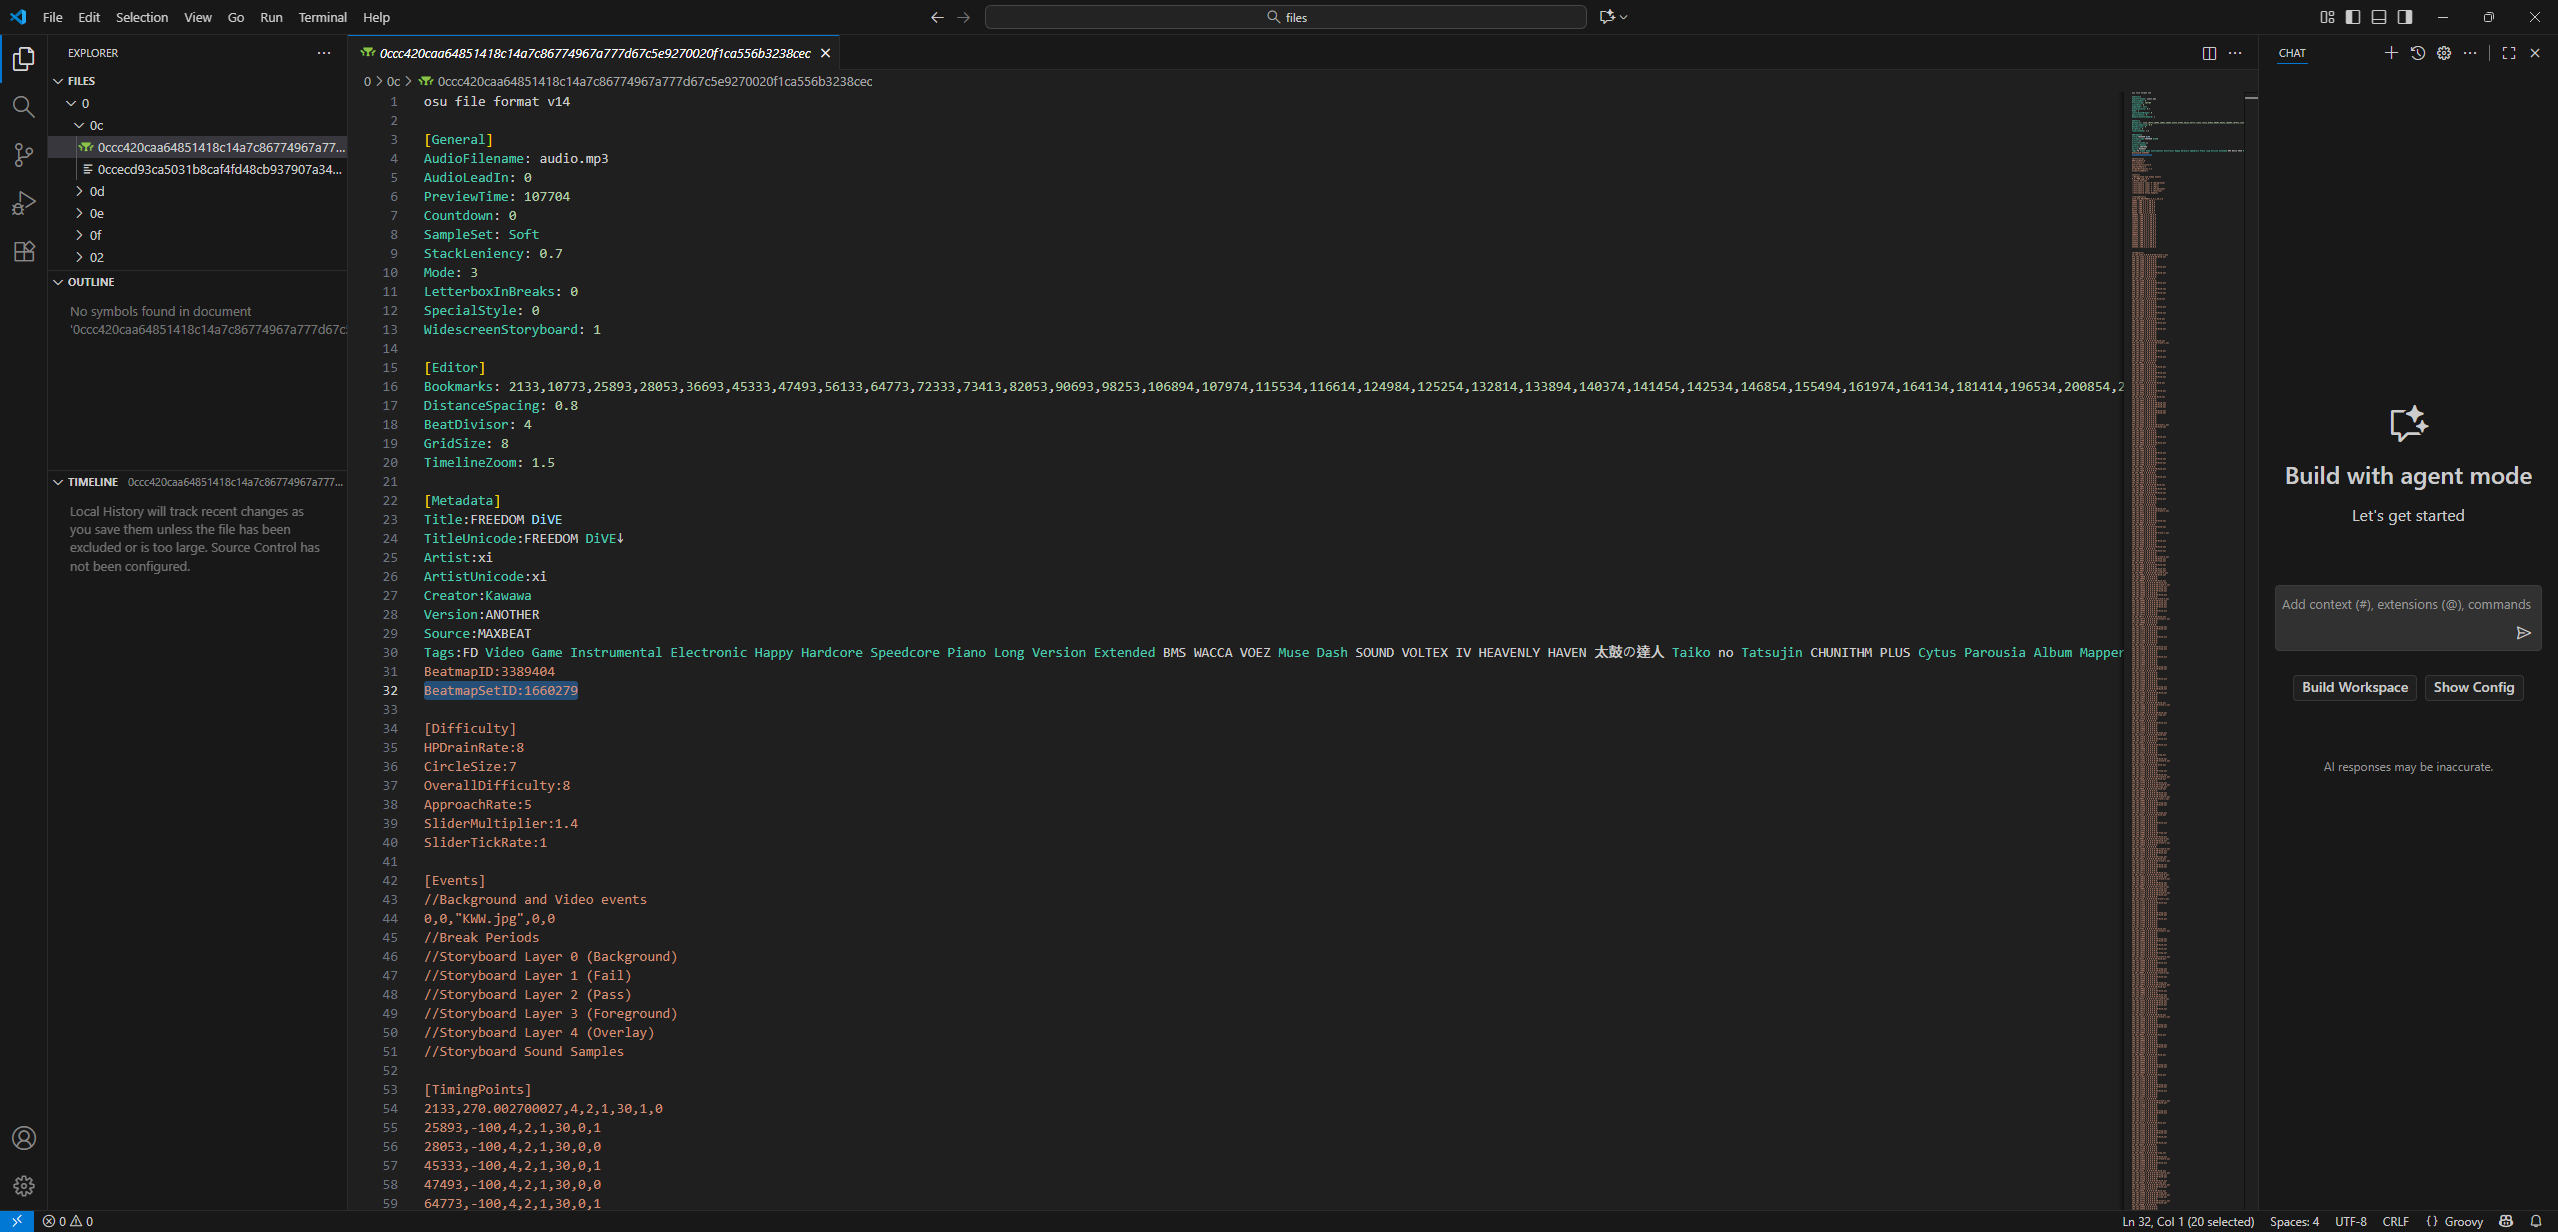 File Edit Selection View Go Run Terminal Help
files
EXPLORER
FILES
0
0c
0ccc420caa64851418c14a7c86774967a77...
0ccecd93ca5031b8caf4fd48cb937907a34...
0d
0e
0f
02
OUTLINE
No symbols found in document
'0ccc420caa64851418c14a7c86774967a777d67c5
TIMELINE 0ccc420caa64851418c14a7c86774967a777...
Local History will track recent changes as
you save them unless the file has been
excluded or is too large. Source Control has
not been configured.
0ccc420caa64851418c14a7c86774967a777d67c5e9270020f1ca556b3238cec
0 > 0c > 0ccc420caa64851418c14a7c86774967a777d67c5e9270020f1ca556b3238cec
1 osu file format v14
2
3 [General]
4 AudioFilename: audio.mp3
5 AudioLeadIn: 0
6 PreviewTime: 107704
7 Countdown: 0
8 SampleSet: Soft
9 StackLeniency: 0.7
10 Mode: 3
11 LetterboxInBreaks: 0
12 SpecialStyle: 0
13 WidescreenStoryboard: 1
14
15 [Editor]
16 Bookmarks: 2133,10773,25893,28053,36693,45333,47493,56133,64773,72333,73413,82053,90693,98253,106894,107974,115534,116614,124984,125254,132814,133894,140374,141454,142534,146854,155494,161974,164134,181414,196534,200854,2
17 DistanceSpacing: 0.8
18 BeatDivisor: 4
19 GridSize: 8
20 TimelineZoom: 1.5
21
22 [Metadata]
23 Title:FREEDOM DiVE
24 TitleUnicode:FREEDOM DiVE↓
25 Artist:xi
26 ArtistUnicode:xi
27 Creator:Kawawa
28 Version:ANOTHER
29 Source:MAXBEAT
30 Tags:FD Video Game Instrumental Electronic Happy Hardcore Speedcore Piano Long Version Extended BMS WACCA VOEZ Muse Dash SOUND VOLTEX IV HEAVENLY HAVEN 太鼓の達人 Taiko no Tatsujin CHUNITHM PLUS Cytus Parousia Album Mapper
31 BeatmapID:3389404
32 BeatmapSetID:1660279
33
34 [Difficulty]
35 HPDrainRate:8
36 CircleSize:7
37 OverallDifficulty:8
38 ApproachRate:5
39 SliderMultiplier:1.4
40 SliderTickRate:1
41
42 [Events]
43 //Background and Video events
44 0,0,"KWW.jpg",0,0
45 //Break Periods
46 //Storyboard Layer 0 (Background)
47 //Storyboard Layer 1 (Fail)
48 //Storyboard Layer 2 (Pass)
49 //Storyboard Layer 3 (Foreground)
50 //Storyboard Layer 4 (Overlay)
51 //Storyboard Sound Samples
52
53 [TimingPoints]
54 2133,270.002700027,4,2,1,30,1,0
55 25893,-100,4,2,1,30,0,1
56 28053,-100,4,2,1,30,0,0
57 45333,-100,4,2,1,30,0,1
58 47493,-100,4,2,1,30,0,0
59 64773,-100,4,2,1,30,0,1
CHAT
Build with agent mode
Let's get started
Add context (#), extensions (@), commands
Build Workspace Show Config
AI responses may be inaccurate.
0 0
Ln 32, Col 1 (20 selected) Spaces: 4 UTF-8 CRLF {} Groovy